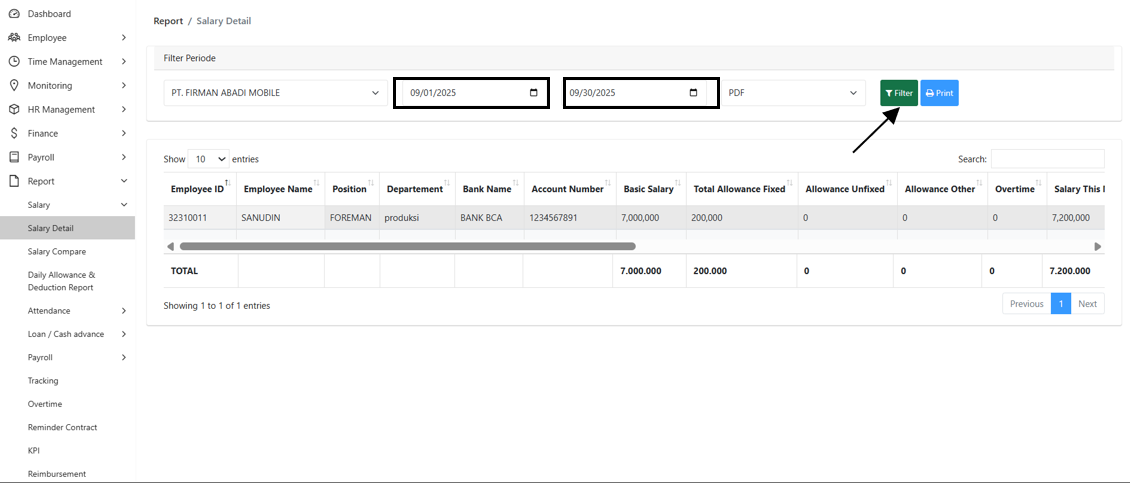 Dashboard
Employee
Time Management
Monitoring
HR Management
Finance
Payroll
Report
Salary
Salary Detail
Salary Compare
Daily Allowance &
Deduction Report
Attendance
Loan / Cash advance
Payroll
Tracking
Overtime
Reminder Contract
KPI
Reimbursement
Report / Salary Detail
Filter Periode
PT. FIRMAN ABADI MOBILE 09/01/2025 09/30/2025 PDF Filter Print
Show 10 entries Search:
Employee ID Employee Name Position Departement Bank Name Account Number Basic Salary Total Allowance Fixed Allowance Unfixed Allowance Other Overtime Salary This
32310011 SANUDIN FOREMAN produksi BANK BCA 1234567891 7,000,000 200,000 0 0 0 7,200,000
TOTAL 7.000.000 200.000 0 0 0 7.200.000
Showing 1 to 1 of 1 entries Previous 1 Next